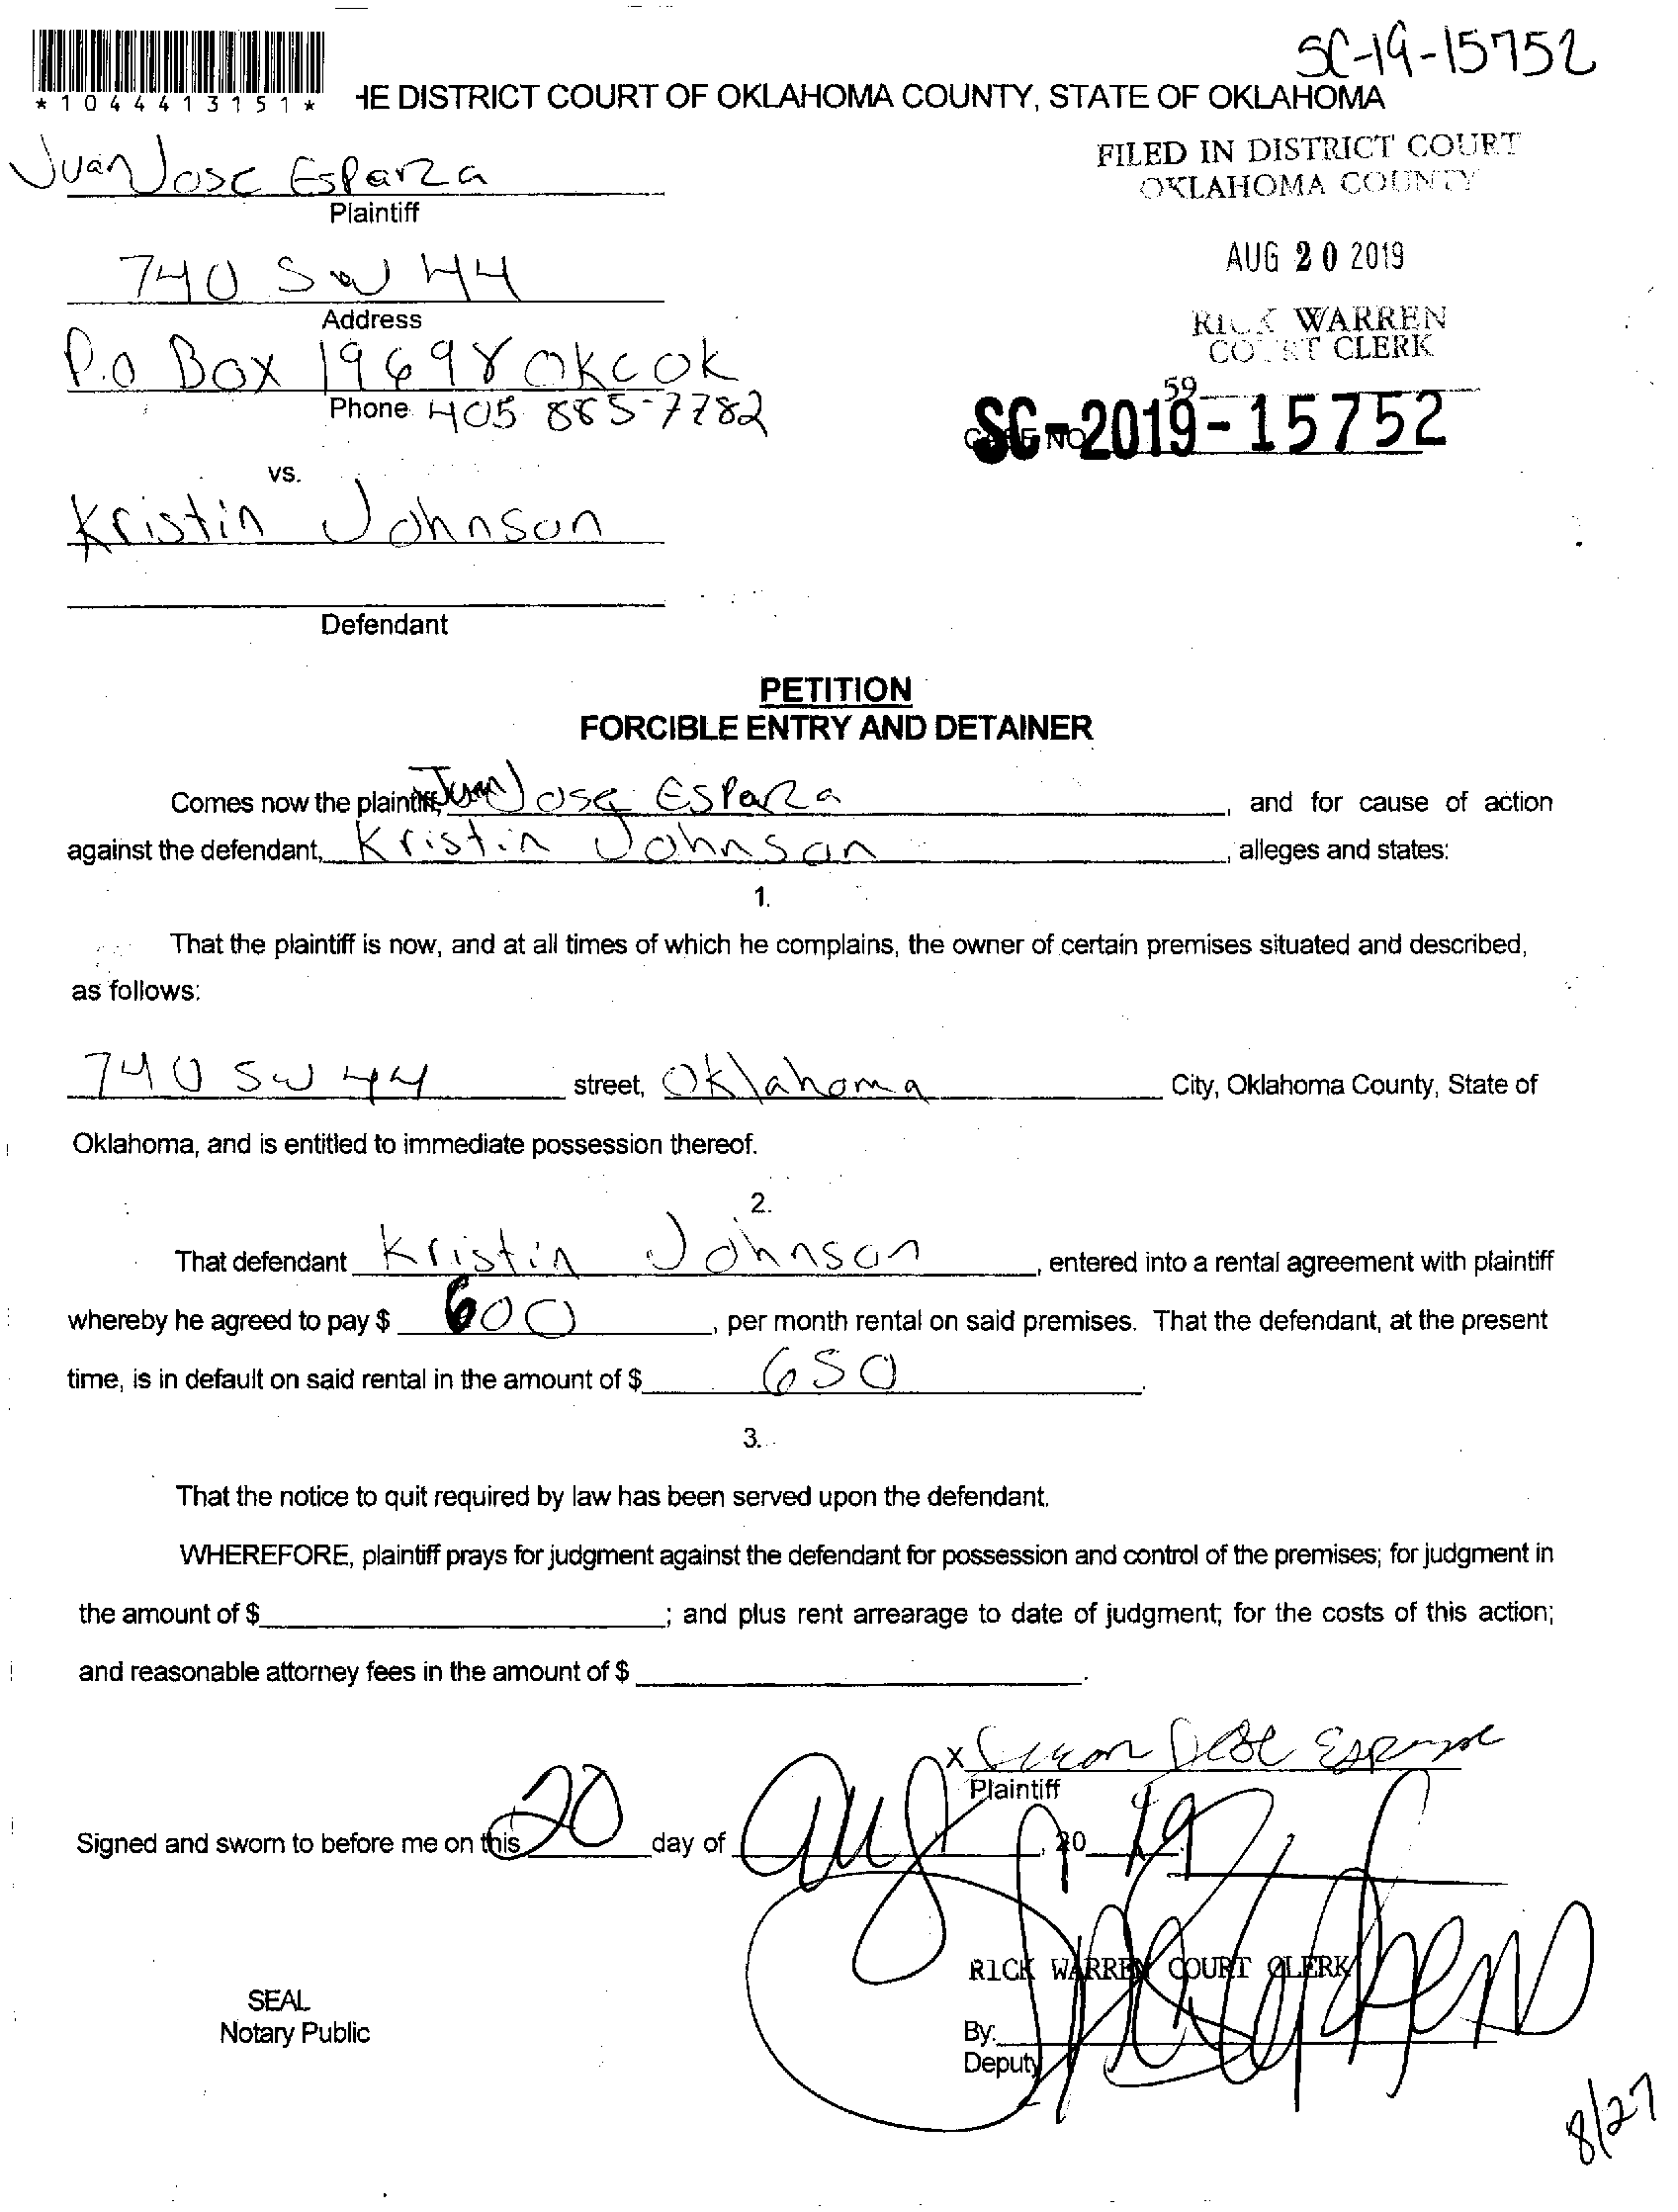 SC-19-15752
*1044413151*
HE DISTRICT COURT OF OKLAHOMA COUNTY, STATE OF OKLAHOMA
Juan Jose Esparza
Plaintiff
FILED IN DISTRICT COURT
OKLAHOMA COUNTY
AUG 20 2019
RICK WARREN
COURT CLERK
59
740 SW 44
Address
P.O Box 19698 OKC OK
Phone 405 885-7782
CASE NO.
SC-2019-15752
vs.
Kristin Johnson
Defendant
PETITION
FORCIBLE ENTRY AND DETAINER
Comes now the plaintiff, Juan Jose Esparza, and for cause of action
against the defendant, Kristin Johnson, alleges and states:
1.
That the plaintiff is now, and at all times of which he complains, the owner of certain premises situated and described,
as follows:
740 SW 44 street, Oklahoma City, Oklahoma County, State of
Oklahoma, and is entitled to immediate possession thereof.
2.
That defendant Kristin Johnson, entered into a rental agreement with plaintiff
whereby he agreed to pay $ 600, per month rental on said premises. That the defendant, at the present
time, is in default on said rental in the amount of $ 650.
3.
That the notice to quit required by law has been served upon the defendant.
WHEREFORE, plaintiff prays for judgment against the defendant for possession and control of the premises; for judgment in
the amount of $; and plus rent arrearage to date of judgment; for the costs of this action;
and reasonable attorney fees in the amount of $.
X Juan Jose Esparza
Plaintiff
Signed and sworn to before me on this 20 day of Aug, 2019.
RICK WARREN COURT CLERK
SEAL
Notary Public
By:
Deputy
8/27